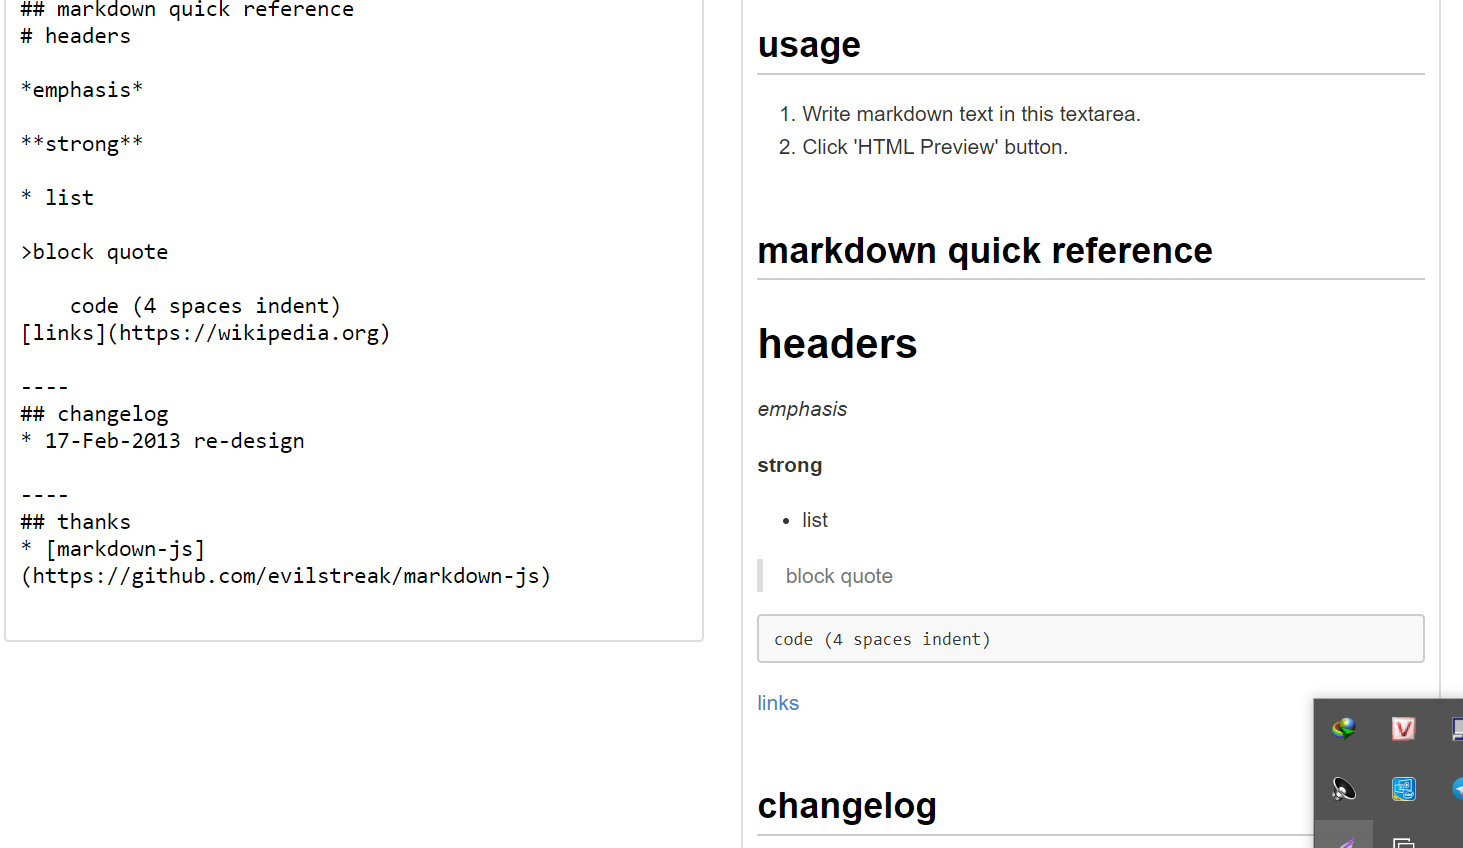 ## markdown quick reference
# headers
*emphasis*
**strong**
* list
>block quote
    code (4 spaces indent)
[links](https://wikipedia.org)
----
## changelog
* 17-Feb-2013 re-design
----
## thanks
* [markdown-js]
(https://github.com/evilstreak/markdown-js)
usage
1. Write markdown text in this textarea.
2. Click 'HTML Preview' button.
markdown quick reference
headers
emphasis
strong
• list
block quote
code (4 spaces indent)
links
changelog
V